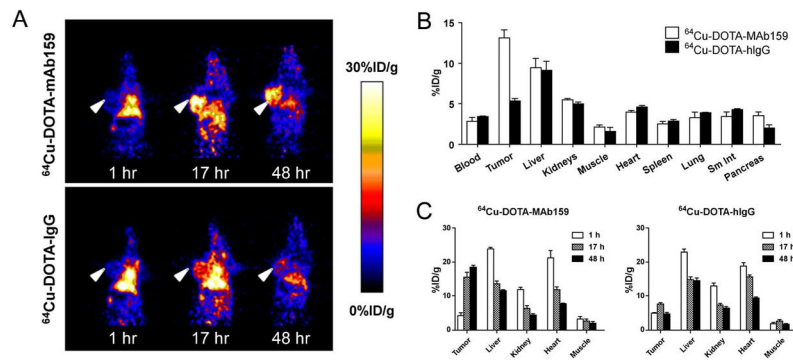 A
⁶⁴Cu-DOTA-mAb159
1 hr 17 hr 48 hr
⁶⁴Cu-DOTA-IgG
1 hr 17 hr 48 hr
30%ID/g
0%ID/g
B
⁶⁴Cu-DOTA-MAb159
⁶⁴Cu-DOTA-hIgG
%ID/g
15
10
5
0
Blood Tumor Liver Kidneys Muscle Heart Spleen Lung Sm Int Pancreas
C
⁶⁴Cu-DOTA-MAb159
1 h
17 h
48 h
%ID/g
30
20
10
0
Tumor Liver Kidney Heart Muscle
⁶⁴Cu-DOTA-hIgG
1 h
17 h
48 h
%ID/g
30
20
10
0
Tumor Liver Kidney Heart Muscle